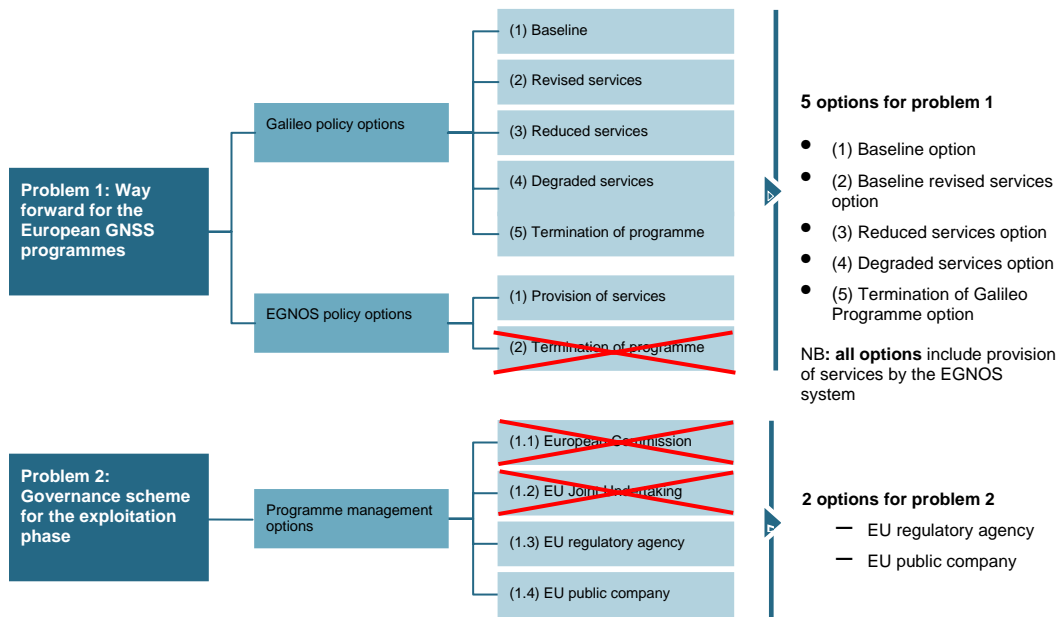 Problem 1: Way
forward for the
European GNSS
programmes
Galileo policy options
(1) Baseline
(2) Revised services
(3) Reduced services
(4) Degraded services
(5) Termination of programme
EGNOS policy options
(1) Provision of services
(2) Termination of programme
5 options for problem 1
• (1) Baseline option
• (2) Baseline revised services
option
• (3) Reduced services option
• (4) Degraded services option
• (5) Termination of Galileo
Programme option
NB: all options include provision
of services by the EGNOS
system
Problem 2:
Governance scheme
for the exploitation
phase
Programme management
options
(1.1) European Commission
(1.2) EU Joint Undertaking
(1.3) EU regulatory agency
(1.4) EU public company
2 options for problem 2
— EU regulatory agency
— EU public company